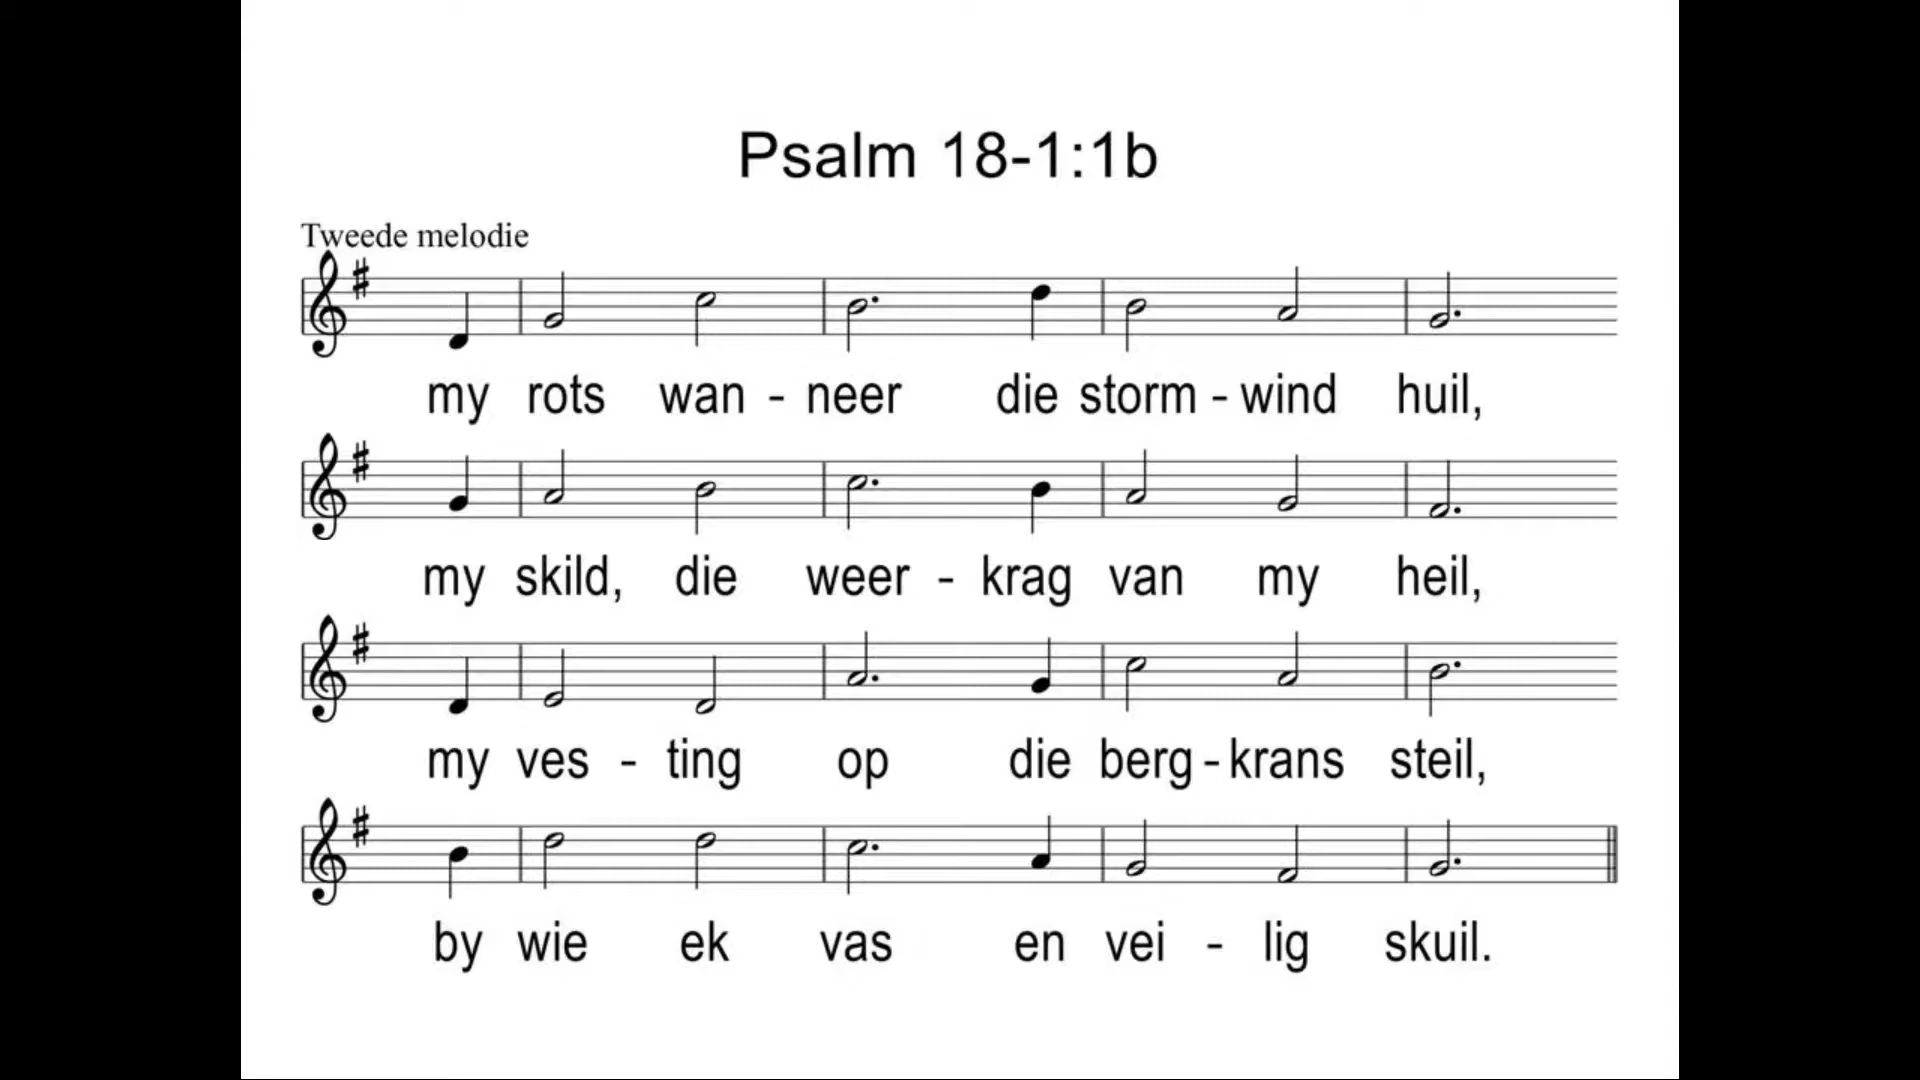 Psalm 18-1:1b
Tweede melodie
my rots wan - neer die storm - wind huil,
my skild, die weer - krag van my heil,
my ves - ting op die berg - krans steil,
by wie ek vas en vei - lig skuil.